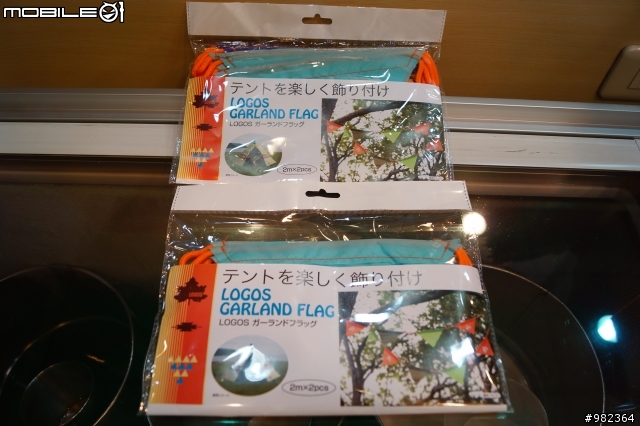 MOBILE01
テントを楽しく飾り付け
LOGOS
GARLAND FLAG
LOGOS ガーランドフラッグ
2m×2pcs
テントを楽しく飾り付け
LOGOS
GARLAND FLAG
LOGOS ガーランドフラッグ
2m×2pcs
#982364